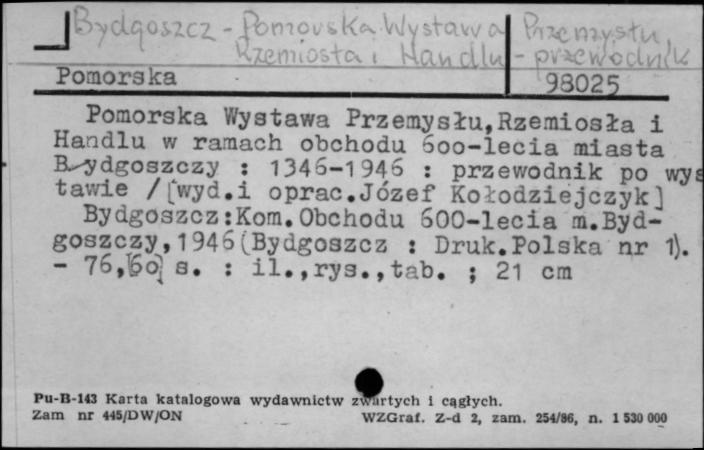 Bydgoszcz - Pomorska Wystawa Przemysłu,
Rzemiosła i Handlu - przewodnik
Pomorska 98025
Pomorska Wystawa Przemysłu,Rzemiosła i
Handlu w ramach obchodu 600-lecia miasta
Bydgoszczy : 1346-1946 : przewodnik po wys
tawie /[wyd.i oprac.Józef Kołodziejczyk]
Bydgoszcz:Kom.Obchodu 600-lecia m.Byd-
goszczy,1946(Bydgoszcz : Druk.Polska nr 1).
- 76,[60] s. : il.,rys.,tab. ; 21 cm
Pu-B-143 Karta katalogowa wydawnictw zwartych i cągłych.
Zam nr 445/DW/ON WZGraf. Z-d 2, zam. 254/86, n. 1 530 000